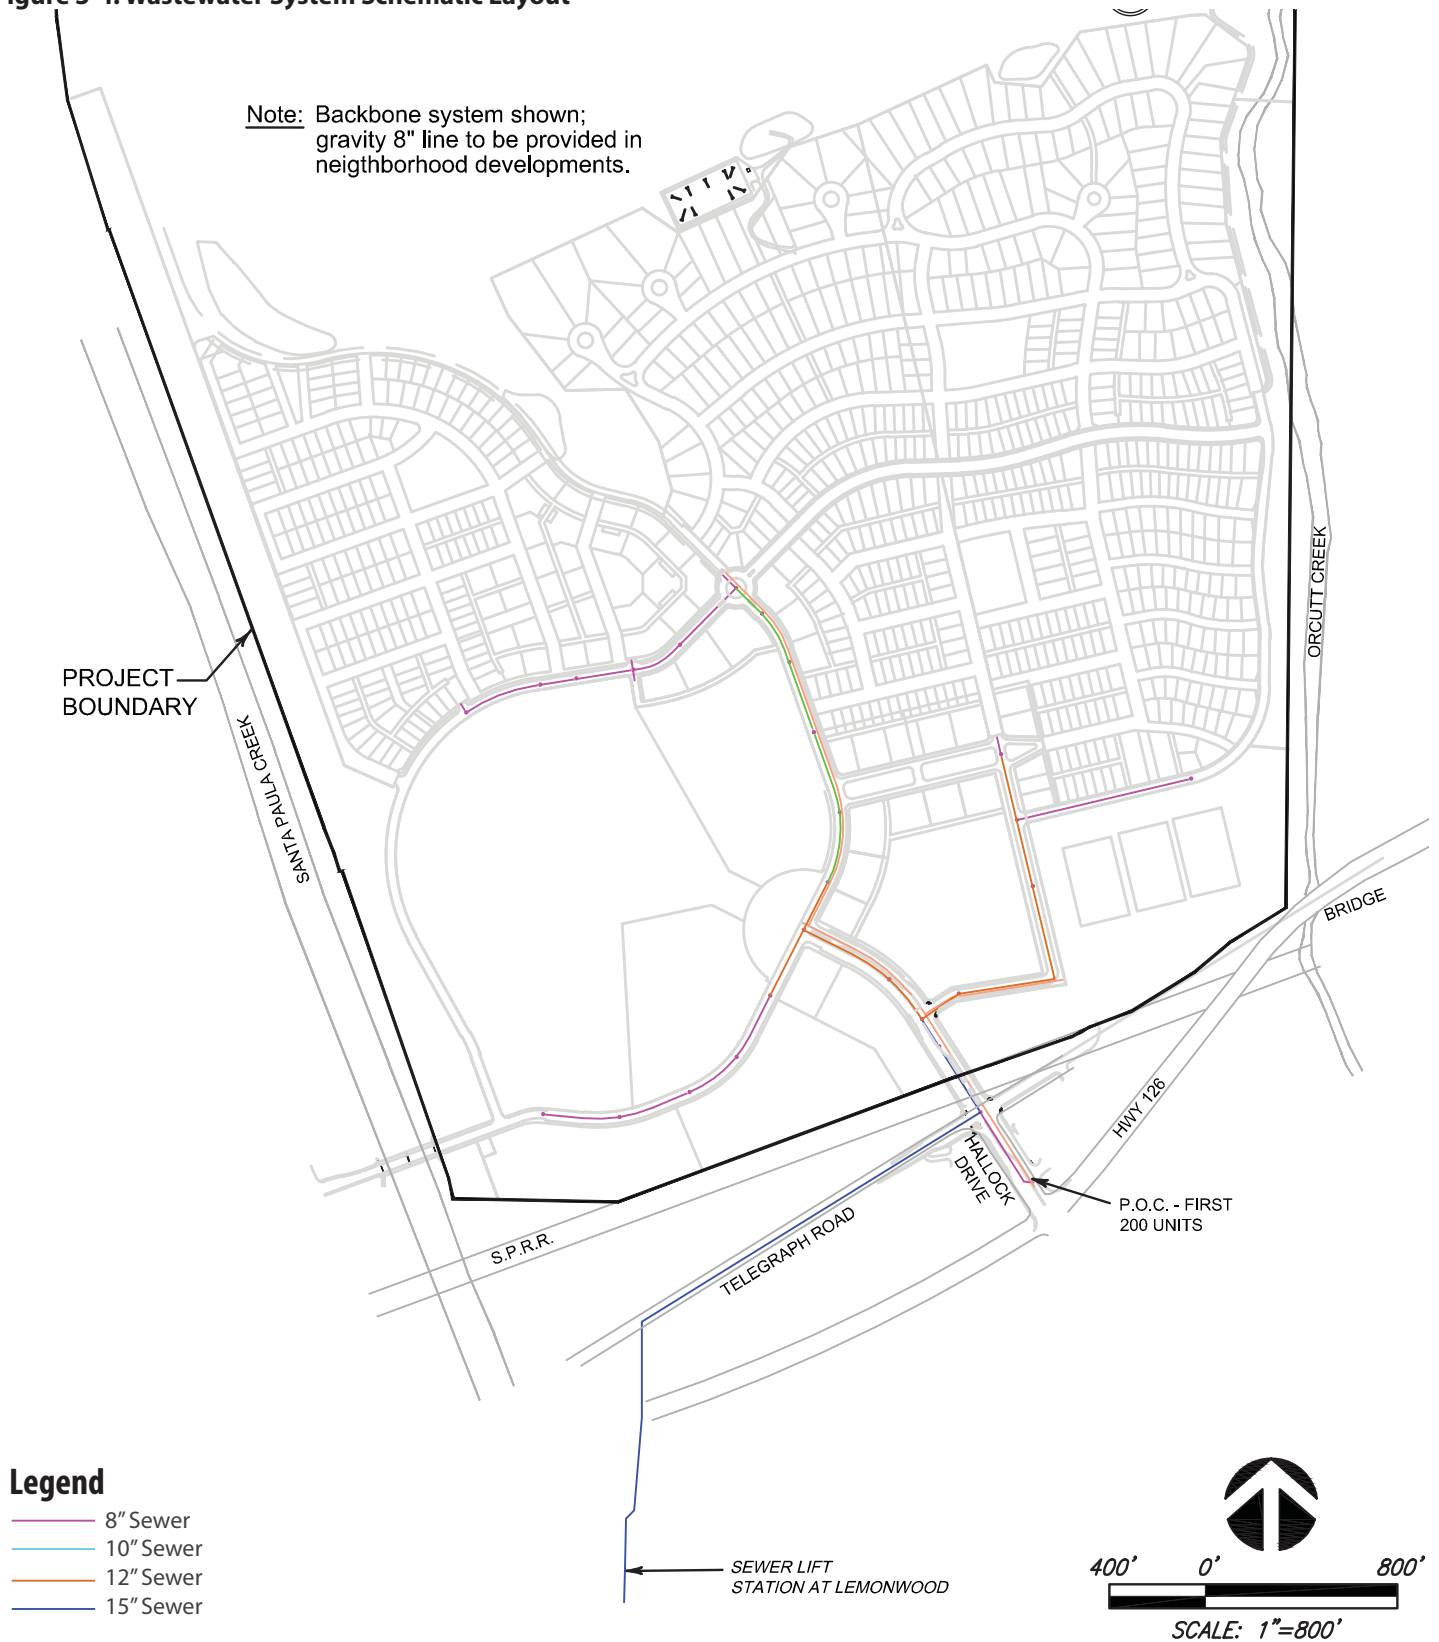 Note: Backbone system shown;
gravity 8" line to be provided in
neigthborhood developments.
PROJECT
BOUNDARY
SANTA PAULA CREEK
ORCUTT CREEK
BRIDGE
HWY 126
HALLOCK
DRIVE
P.O.C. - FIRST
200 UNITS
S.P.R.R.
TELEGRAPH ROAD
SEWER LIFT
STATION AT LEMONWOOD
Legend
8" Sewer
10" Sewer
12" Sewer
15" Sewer
400' 0' 800'
SCALE: 1"=800'